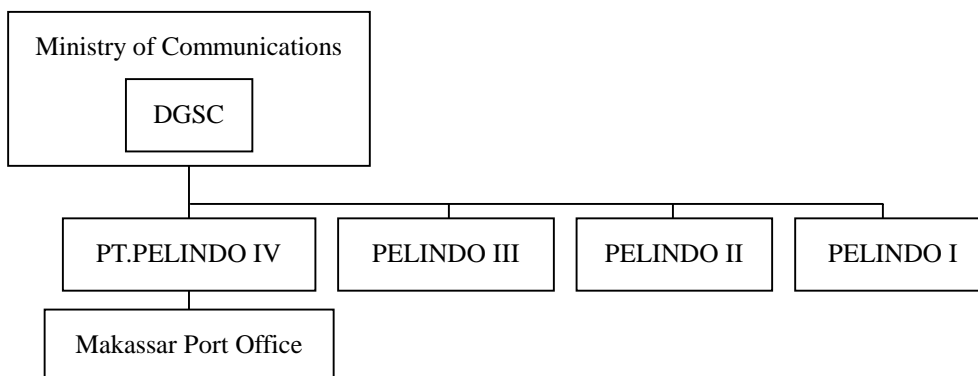 Ministry of Communications
DGSC
PT.PELINDO IV
PELINDO III
PELINDO II
PELINDO I
Makassar Port Office